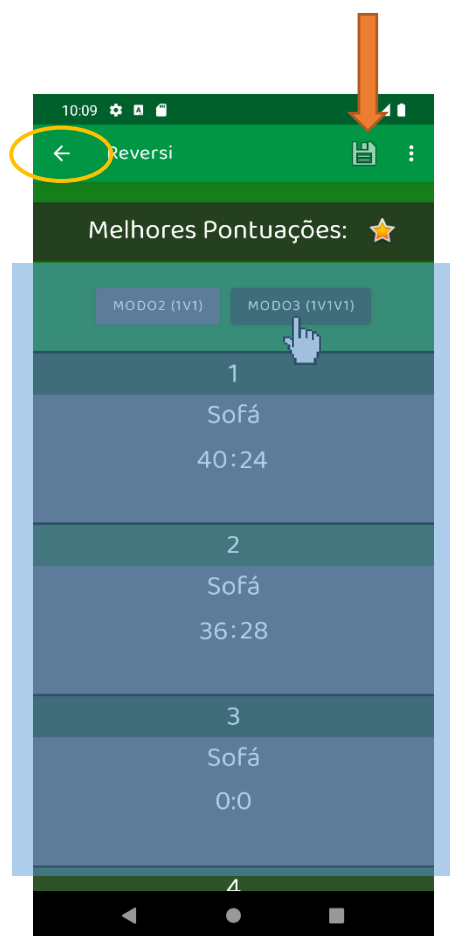 10:09
Reversi
Melhores Pontuações:
MODO2 (1V1) MODO3 (1V1V1)
1
Sofá
40:24
2
Sofá
36:28
3
Sofá
0:0
4